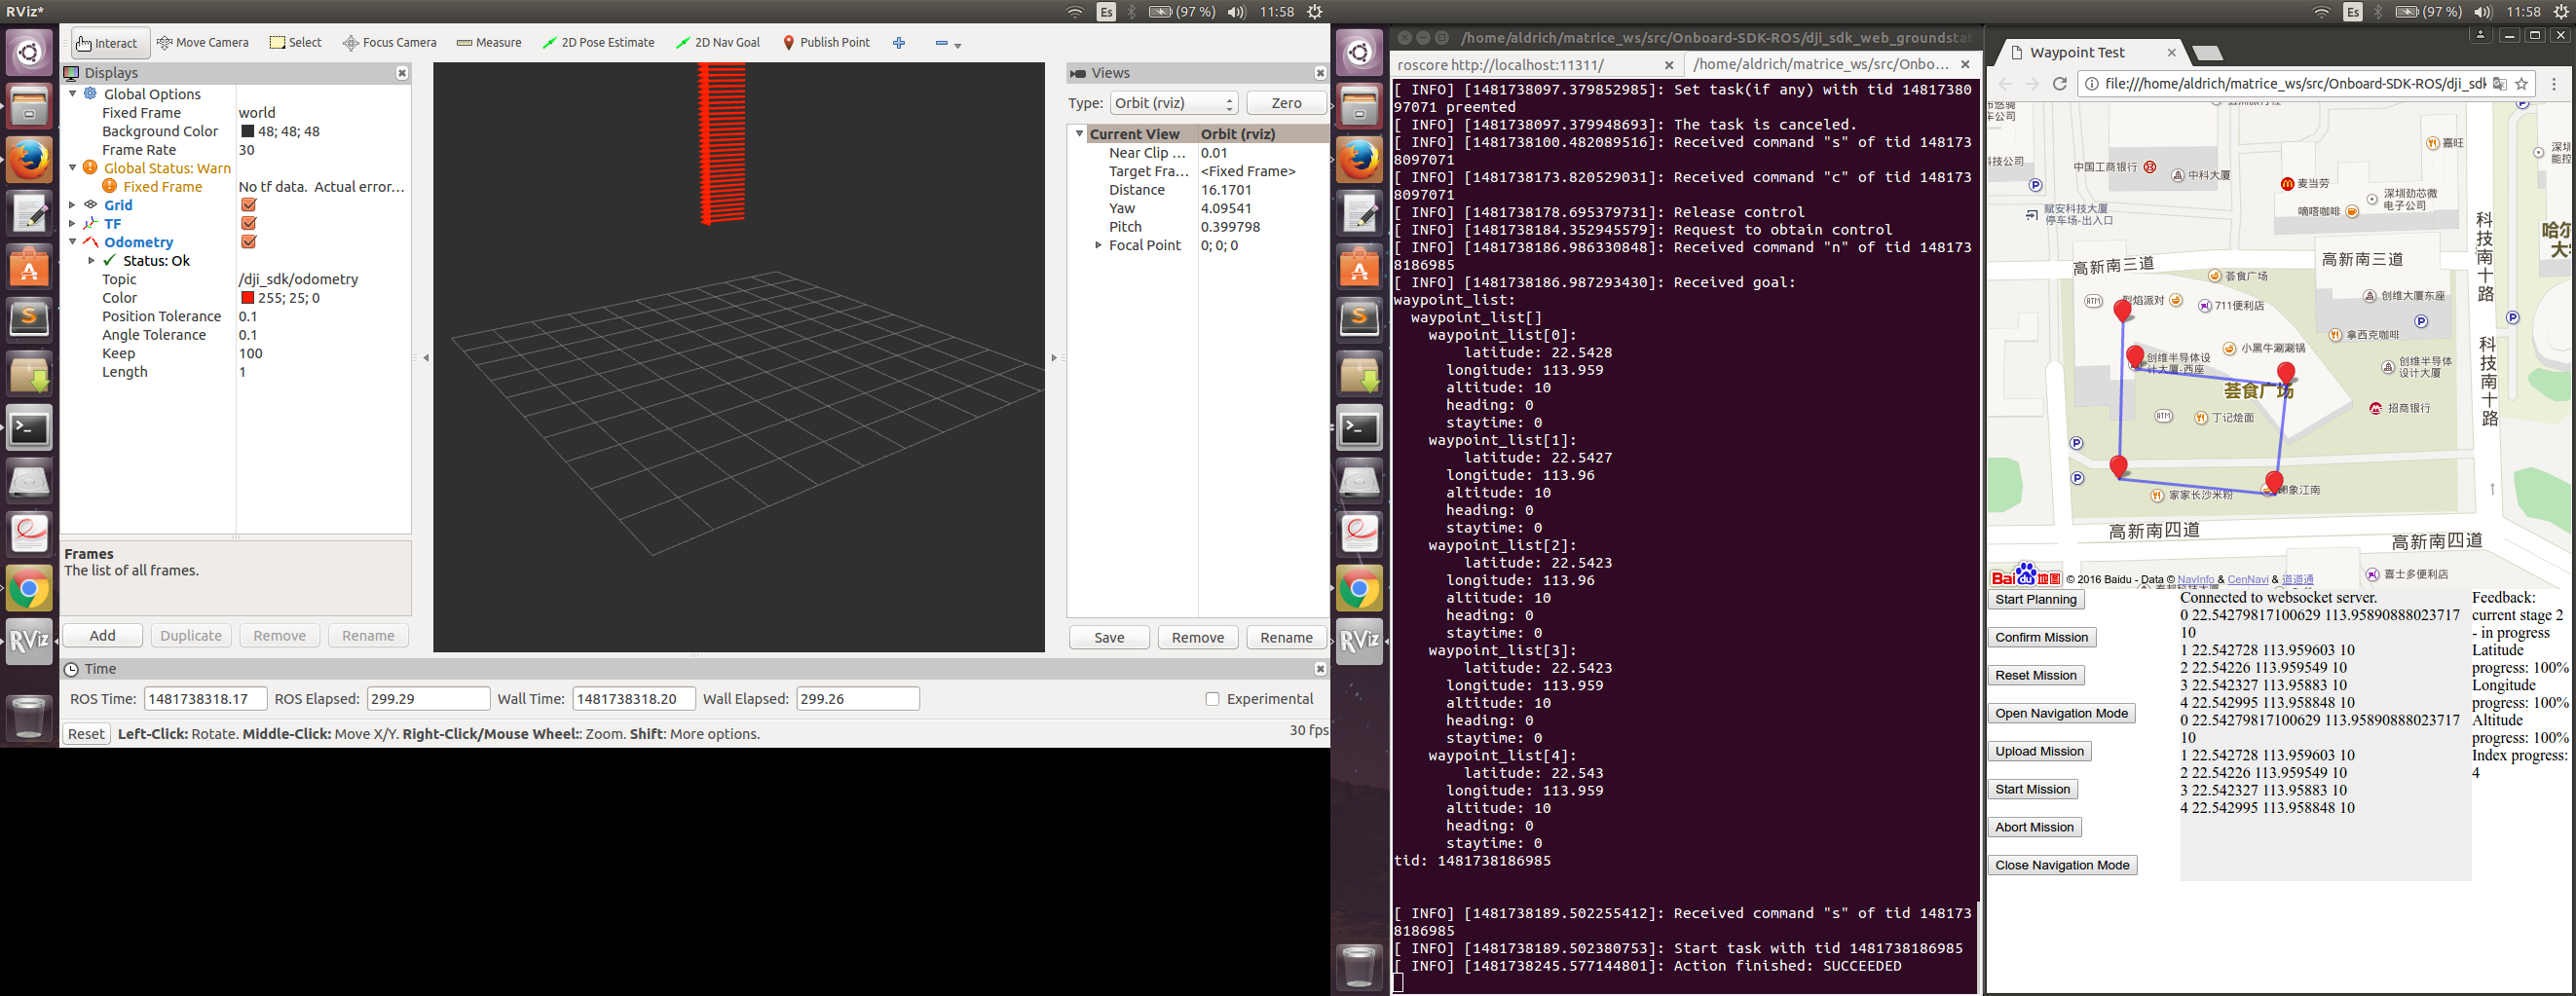 RViz*
Es (97 %) 11:58
Interact Move Camera Select Focus Camera Measure 2D Pose Estimate 2D Nav Goal Publish Point
Displays
Global Options
Fixed Frame world
Background Color 48; 48; 48
Frame Rate 30
Global Status: Warn
Fixed Frame No tf data. Actual error...
Grid
TF
Odometry
Status: Ok
Topic /dji_sdk/odometry
Color 255; 25; 0
Position Tolerance 0.1
Angle Tolerance 0.1
Keep 100
Length 1
Frames
The list of all frames.
Add Duplicate Remove Rename
Views
Type: Orbit (rviz) Zero
Current View Orbit (rviz)
Near Clip ... 0.01
Target Fra... <Fixed Frame>
Distance 16.1701
Yaw 4.09541
Pitch 0.399798
Focal Point 0; 0; 0
Save Remove Rename
Time
ROS Time: 1481738318.17 ROS Elapsed: 299.29 Wall Time: 1481738318.20 Wall Elapsed: 299.26 Experimental
Reset Left-Click: Rotate. Middle-Click: Move X/Y. Right-Click/Mouse Wheel:: Zoom. Shift: More options. 30 fps
Es (97 %) 11:58
/home/aldrich/matrice_ws/src/Onboard-SDK-ROS/dji_sdk_web_groundstat
roscore http://localhost:11311/ /home/aldrich/matrice_ws/src/Onbo...
[ INFO] [1481738097.379852985]: Set task(if any) with tid 14817380
97071 preemted
[ INFO] [1481738097.379948693]: The task is canceled.
[ INFO] [1481738100.482089516]: Received command "s" of tid 148173
8097071
[ INFO] [1481738173.820529031]: Received command "c" of tid 148173
8097071
[ INFO] [1481738178.695379731]: Release control
[ INFO] [1481738184.352945579]: Request to obtain control
[ INFO] [1481738186.986330848]: Received command "n" of tid 148173
8186985
[ INFO] [1481738186.987293430]: Received goal:
waypoint_list:
waypoint_list[]
waypoint_list[0]:
latitude: 22.5428
longitude: 113.959
altitude: 10
heading: 0
staytime: 0
waypoint_list[1]:
latitude: 22.5427
longitude: 113.96
altitude: 10
heading: 0
staytime: 0
waypoint_list[2]:
latitude: 22.5423
longitude: 113.96
altitude: 10
heading: 0
staytime: 0
waypoint_list[3]:
latitude: 22.5423
longitude: 113.959
altitude: 10
heading: 0
staytime: 0
waypoint_list[4]:
latitude: 22.543
longitude: 113.959
altitude: 10
heading: 0
staytime: 0
tid: 1481738186985
[ INFO] [1481738189.502255412]: Received command "s" of tid 148173
8186985
[ INFO] [1481738189.502380753]: Start task with tid 1481738186985
[ INFO] [1481738245.577144801]: Action finished: SUCCEEDED
Waypoint Test
file:///home/aldrich/matrice_ws/src/Onboard-SDK-ROS/dji_sdk
公司
嘉旺
科技公司
中国工商银行
中科大厦
麦当劳
深圳劲芯微
电子公司
嘀嗒咖啡
赋安科技大厦
停车场-出入口
科技南十路
高新南三道
高新南三道
荟食广场
烈焰派对
711便利店
创维大厦东座
拿西克咖啡
小黑牛涮涮锅
创维半导体设
计大厦-西座
创维半导体
设计大厦
科技南十路
荟食广场
ATM
丁记烩面
招商银行
家家长沙米粉
印象江南
高新南四道
高新南四道
喜士多便利店
Baidu地图 © 2016 Baidu - Data © NavInfo & CenNavi & 道道通
Start Planning
Confirm Mission
Reset Mission
Open Navigation Mode
Upload Mission
Start Mission
Abort Mission
Close Navigation Mode
Connected to websocket server.
0 22.54279817100629 113.95890888023717
10
1 22.542728 113.959603 10
2 22.54226 113.959549 10
3 22.542327 113.95883 10
4 22.542995 113.958848 10
0 22.54279817100629 113.95890888023717
10
1 22.542728 113.959603 10
2 22.54226 113.959549 10
3 22.542327 113.95883 10
4 22.542995 113.958848 10
Feedback:
current stage 2
- in progress
Latitude
progress: 100%
Longitude
progress: 100%
Altitude
progress: 100%
Index progress:
4